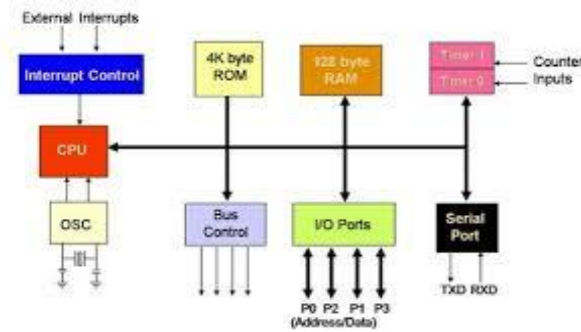 External Interrupts
Interrupt Control
4K byte
ROM
128 byte
RAM
Timer 1
Timer 0
Counter
Inputs
CPU
OSC
Bus
Control
I/O Ports
Serial
Port
P0 P2 P1 P3
(Address/Data)
TXD RXD